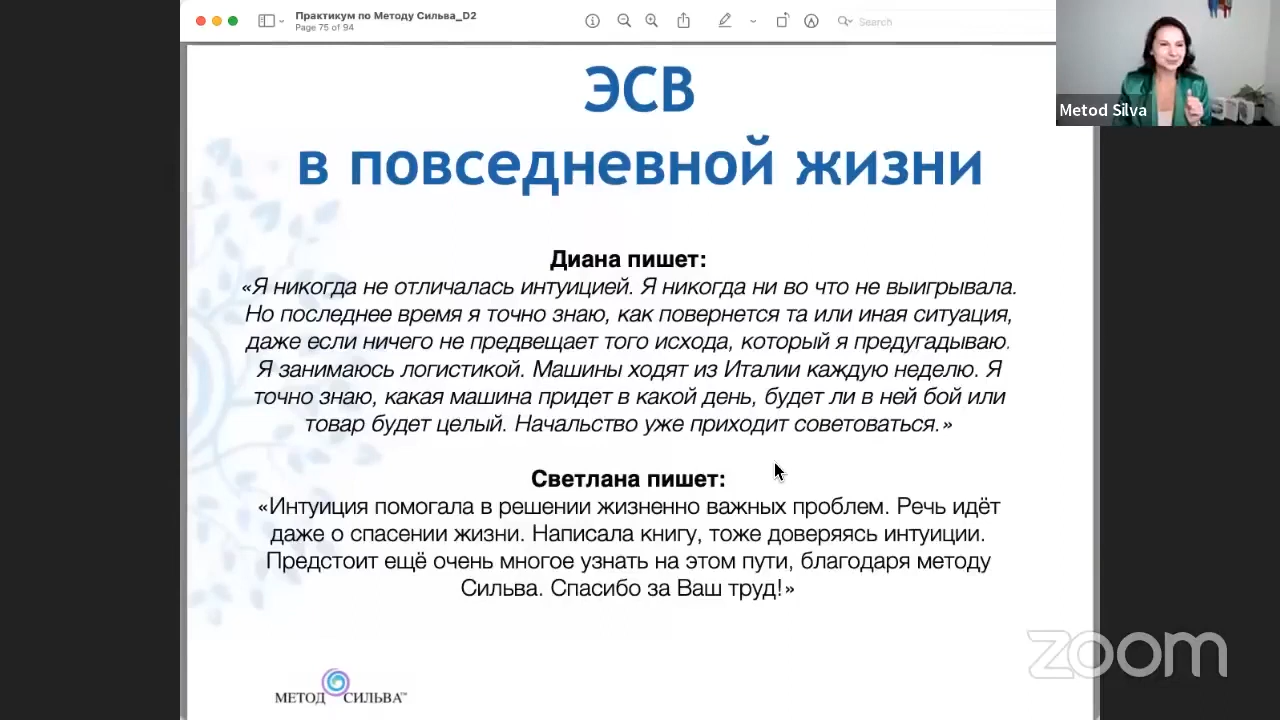 Практикум по Методу Сильва_D2
Page 75 of 94
Search
Metod Silva
ЭСВ
в повседневной жизни
Диана пишет:
«Я никогда не отличалась интуицией. Я никогда ни во что не выигрывала.
Но последнее время я точно знаю, как повернется та или иная ситуация,
даже если ничего не предвещает того исхода, который я предугадываю.
Я занимаюсь логистикой. Машины ходят из Италии каждую неделю. Я
точно знаю, какая машина придет в какой день, будет ли в ней бой или
товар будет целый. Начальство уже приходит советоваться.»
Светлана пишет:
«Интуиция помогала в решении жизненно важных проблем. Речь идёт
даже о спасении жизни. Написала книгу, тоже доверяясь интуиции.
Предстоит ещё очень многое узнать на этом пути, благодаря методу
Сильва. Спасибо за Ваш труд!»
МЕТОД СИЛЬВА™
zoom